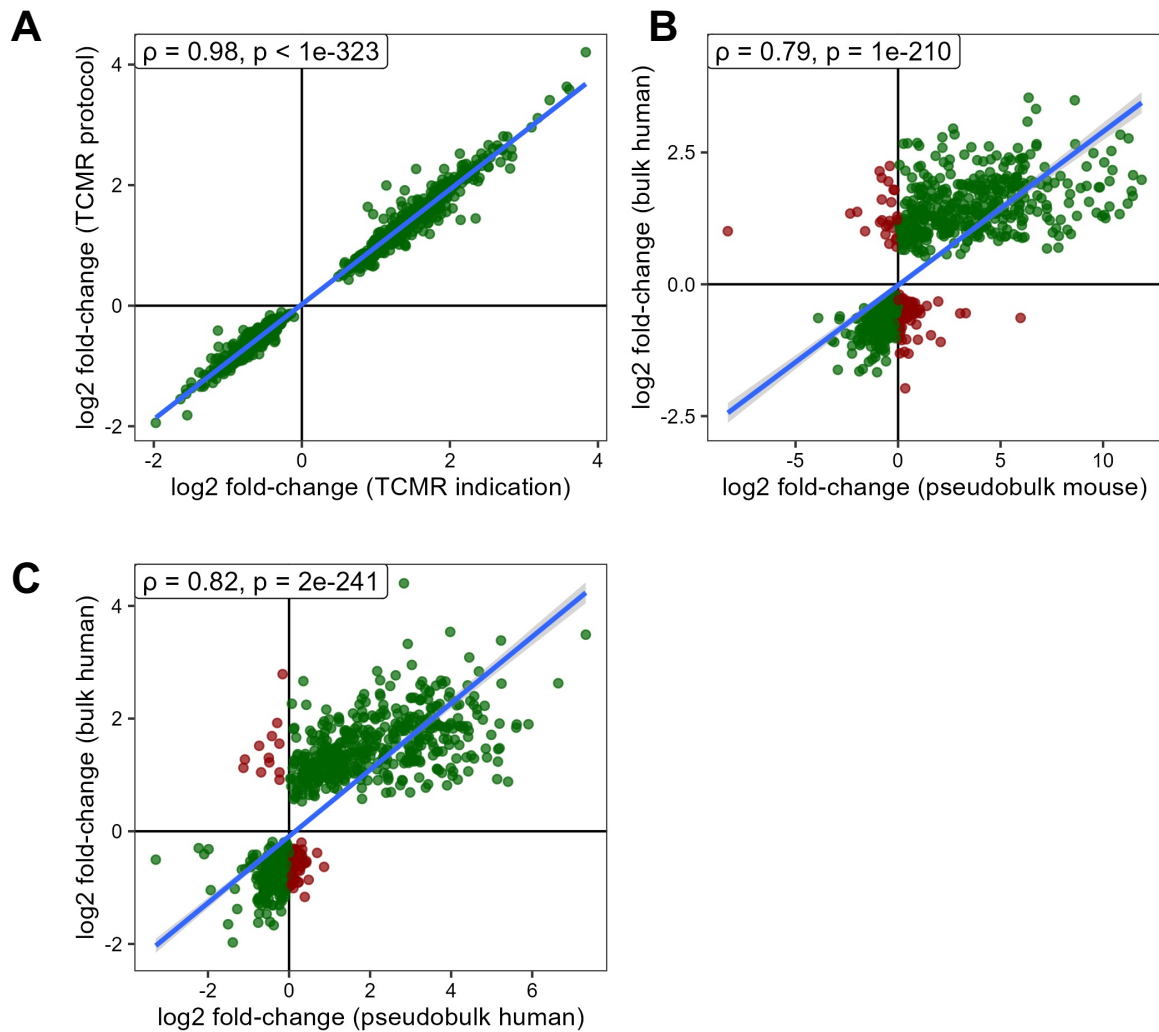 A
ρ = 0.98, p < 1e-323
log2 fold-change (TCMR protocol)
4
2
0
-2
-2
0
2
4
log2 fold-change (TCMR indication)
B
ρ = 0.79, p = 1e-210
log2 fold-change (bulk human)
2.5
0.0
-2.5
-5
0
5
10
log2 fold-change (pseudobulk mouse)
C
ρ = 0.82, p = 2e-241
log2 fold-change (bulk human)
4
2
0
-2
-2
0
2
4
6
log2 fold-change (pseudobulk human)